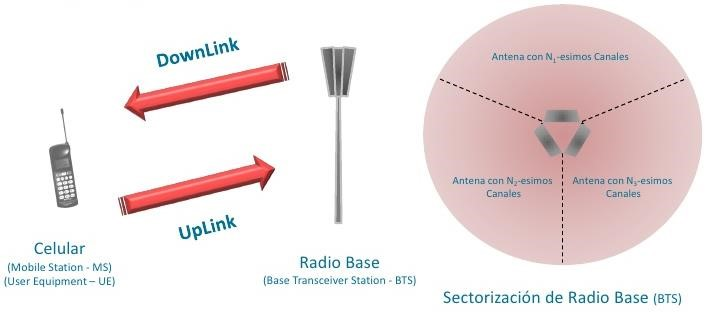 DownLink
UpLink
Celular
(Mobile Station - MS)
(User Equipment – UE)
Radio Base
(Base Transceiver Station - BTS)
Antena con N1-esimos Canales
Antena con N2-esimos
Canales
Antena con N3-esimos
Canales
Sectorización de Radio Base (BTS)